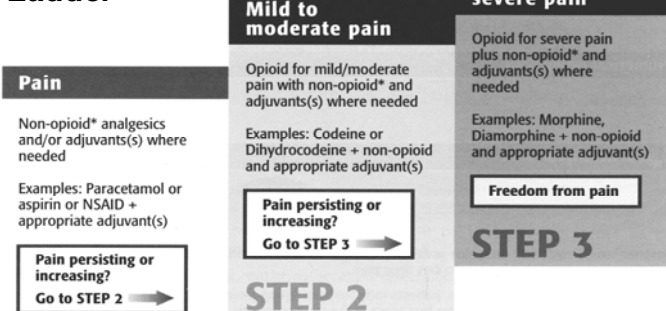 Pain
Non-opioid* analgesics
and/or adjuvants(s) where
needed
Examples: Paracetamol or
aspirin or NSAID +
appropriate adjuvant(s)
Pain persisting or
increasing?
Go to STEP 2
Mild to
moderate pain
Opioid for mild/moderate
pain with non-opioid* and
adjuvants(s) where needed
Examples: Codeine or
Dihydrocodeine + non-opioid
and appropriate adjuvant(s)
Pain persisting or
increasing?
Go to STEP 3
STEP 2
severe pain
Opioid for severe pain
plus non-opioid* and
adjuvants(s) where
needed
Examples: Morphine,
Diamorphine + non-opioid
and appropriate adjuvant(s)
Freedom from pain
STEP 3